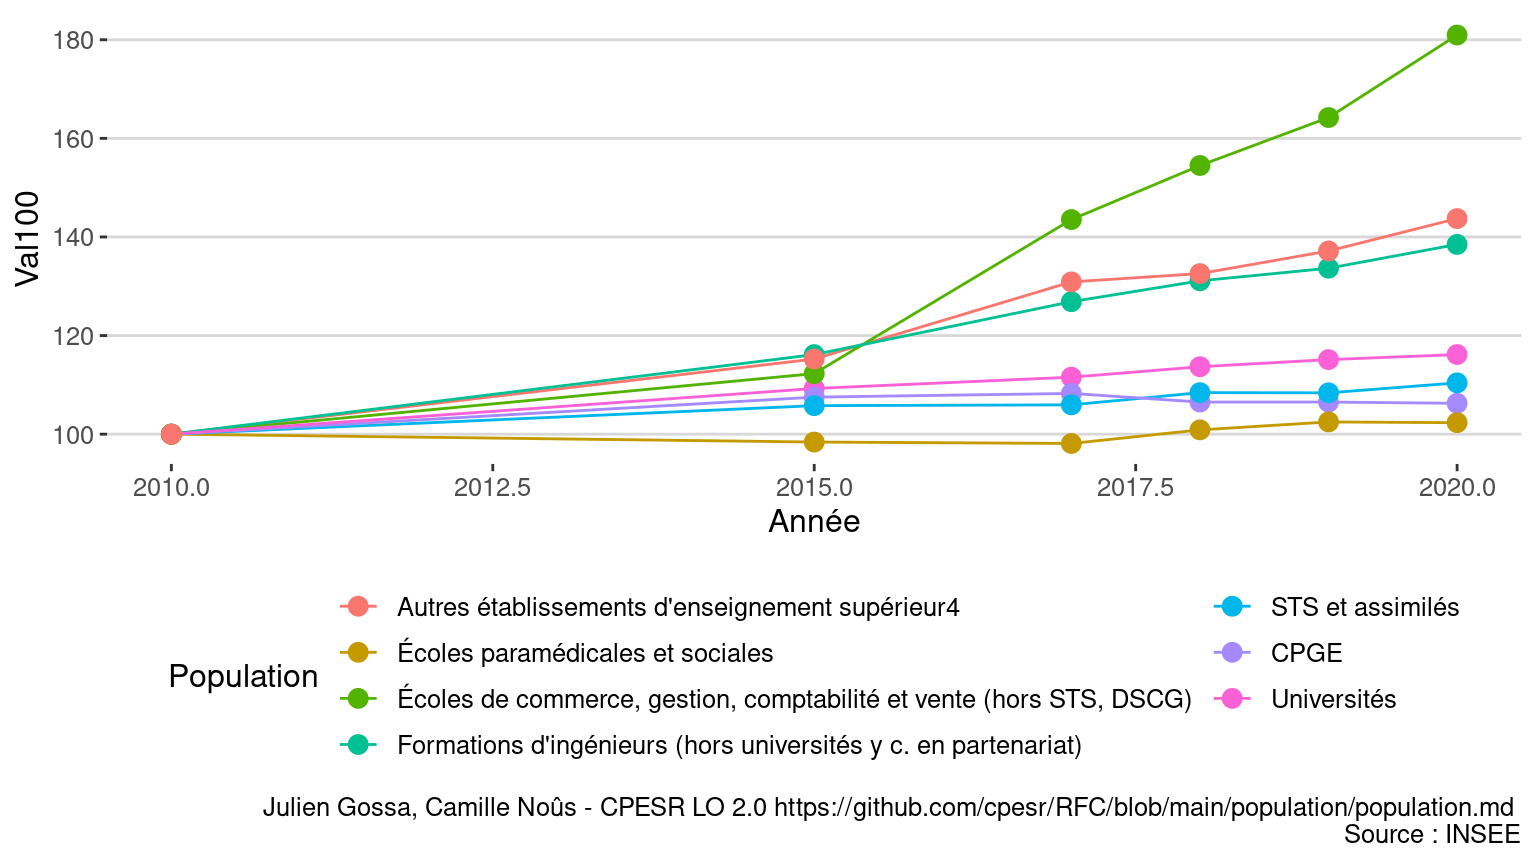 180
160
140
120
100
Val100
2010.0 2012.5 2015.0 2017.5 2020.0
Année
Population
Autres établissements d'enseignement supérieur4
Écoles paramédicales et sociales
Écoles de commerce, gestion, comptabilité et vente (hors STS, DSCG)
Formations d'ingénieurs (hors universités y c. en partenariat)
STS et assimilés
CPGE
Universités
Julien Gossa, Camille Noûs - CPESR LO 2.0 https://github.com/cpesr/RFC/blob/main/population/population.md
Source : INSEE